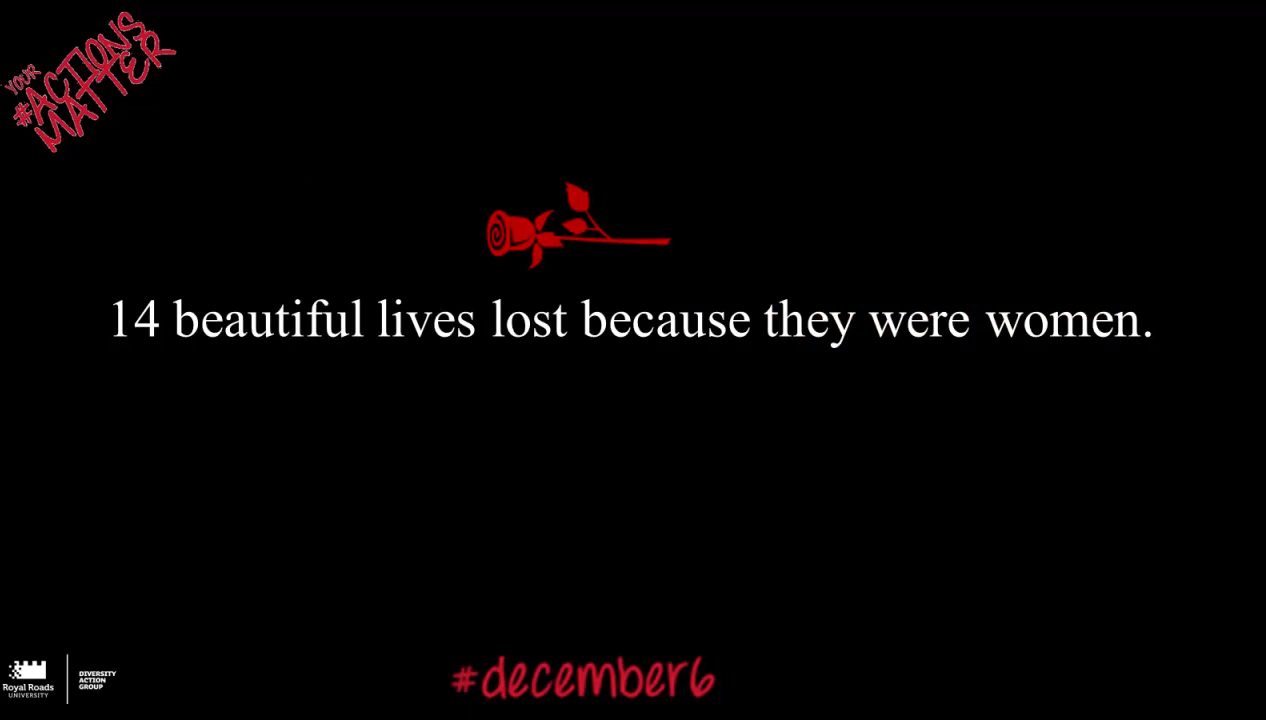 YOUR
#ACTIONS
MATTER
14 beautiful lives lost because they were women.
#december6
Royal Roads
UNIVERSITY
DIVERSITY
ACTION
GROUP